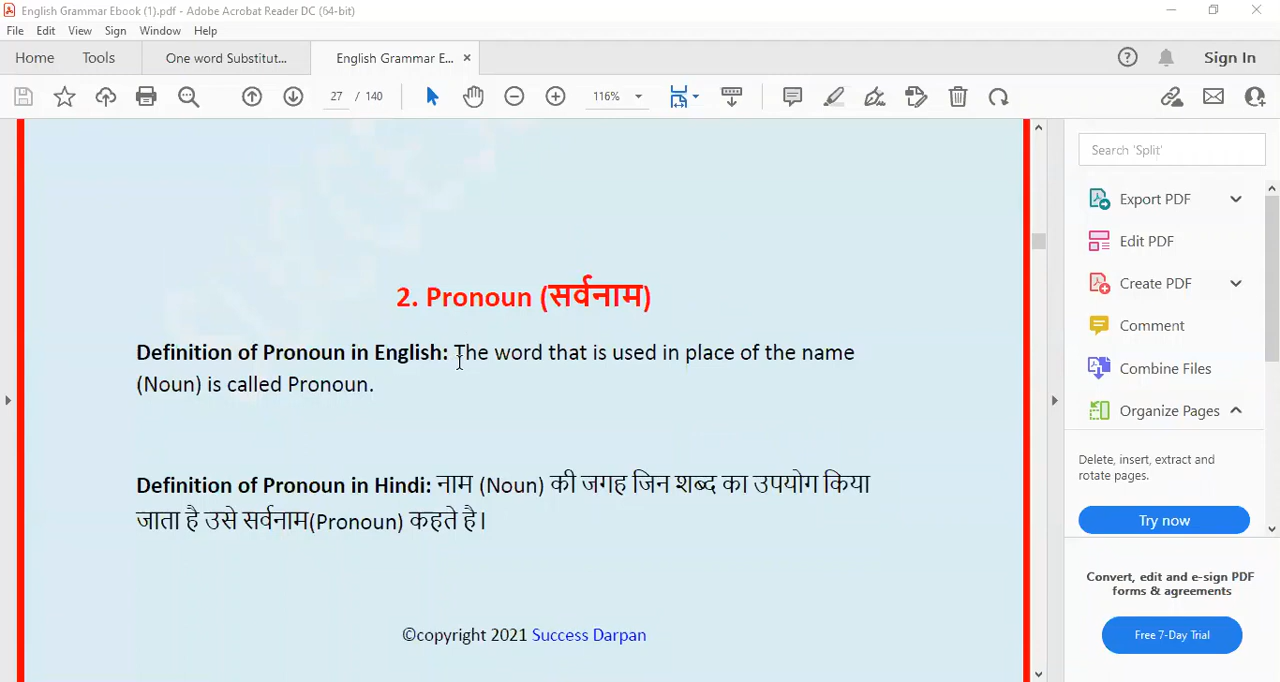 English Grammar Ebook (1).pdf - Adobe Acrobat Reader DC (64-bit)
File Edit View Sign Window Help
Home Tools One word Substitut... English Grammar E... × Sign In
27 / 140 116%
2. Pronoun (सर्वनाम)
Definition of Pronoun in English: The word that is used in place of the name
(Noun) is called Pronoun.
Definition of Pronoun in Hindi: नाम (Noun) की जगह जिन शब्द का उपयोग किया
जाता है उसे सर्वनाम(Pronoun) कहते है।
©copyright 2021 Success Darpan
Search 'Split'
Export PDF
Edit PDF
Create PDF
Comment
Combine Files
Organize Pages
Delete, insert, extract and
rotate pages.
Try now
Convert, edit and e-sign PDF
forms & agreements
Free 7-Day Trial